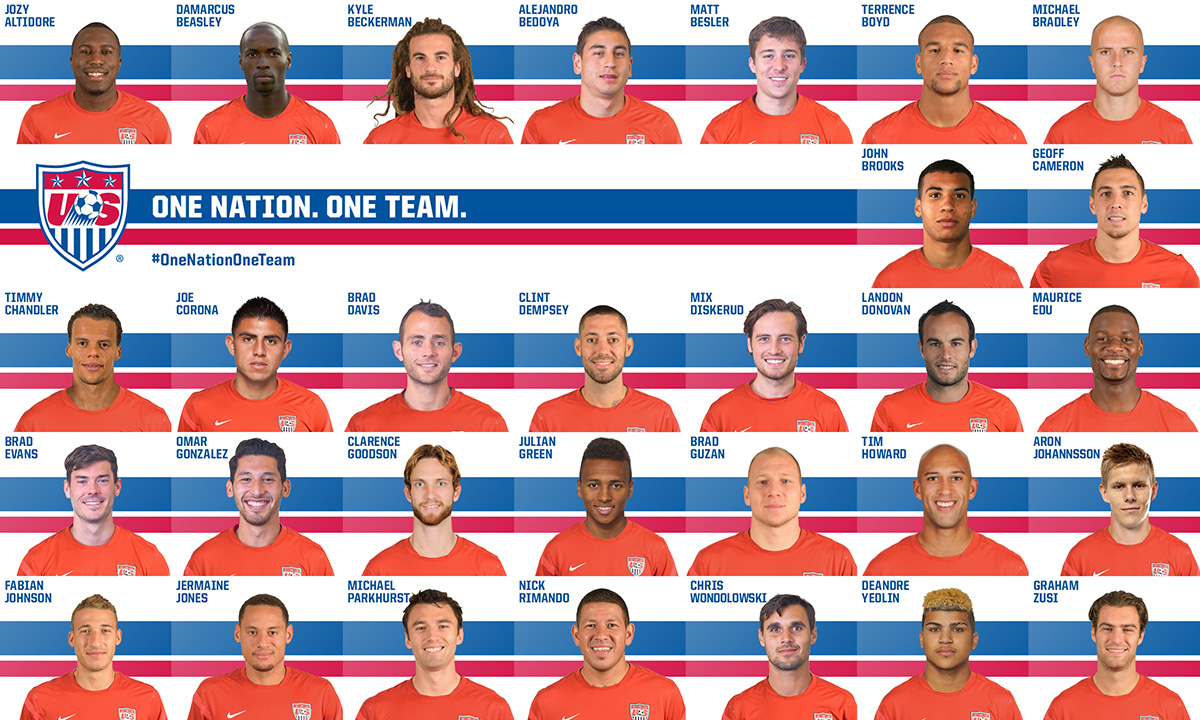 JOZY
ALTIDORE
DAMARCUS
BEASLEY
KYLE
BECKERMAN
ALEJANDRO
BEDOYA
MATT
BESLER
TERRENCE
BOYD
MICHAEL
BRADLEY
US
®
ONE NATION. ONE TEAM.
#OneNationOneTeam
JOHN
BROOKS
GEOFF
CAMERON
TIMMY
CHANDLER
JOE
CORONA
BRAD
DAVIS
CLINT
DEMPSEY
MIX
DISKERUD
LANDON
DONOVAN
MAURICE
EDU
BRAD
EVANS
OMAR
GONZALEZ
CLARENCE
GOODSON
JULIAN
GREEN
BRAD
GUZAN
TIM
HOWARD
ARON
JOHANNSSON
FABIAN
JOHNSON
JERMAINE
JONES
MICHAEL
PARKHURST
NICK
RIMANDO
CHRIS
WONDOLOWSKI
DEANDRE
YEDLIN
GRAHAM
ZUSI